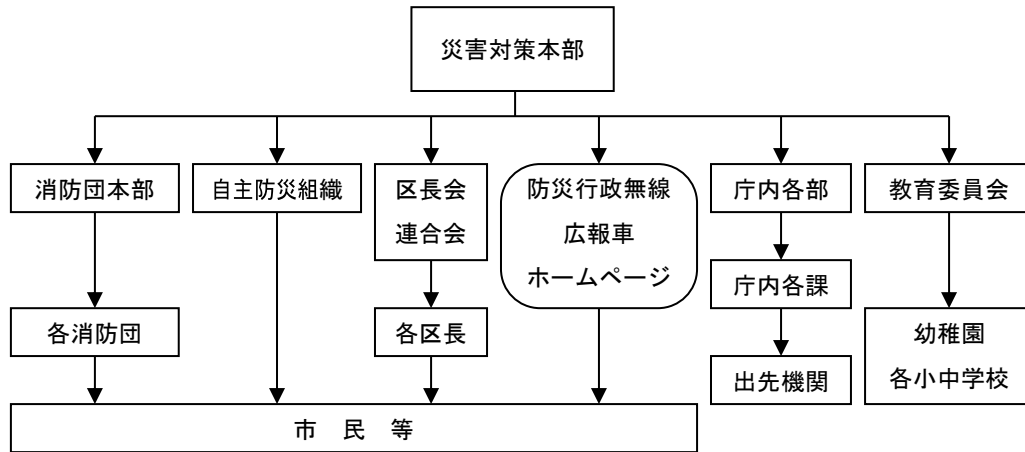 災害対策本部
消防団本部
自主防災組織
区長会
連合会
防災行政無線
広報車
ホームページ
庁内各部
教育委員会
庁内各課
各消防団
各区長
幼稚園
各小中学校
出先機関
市 民 等